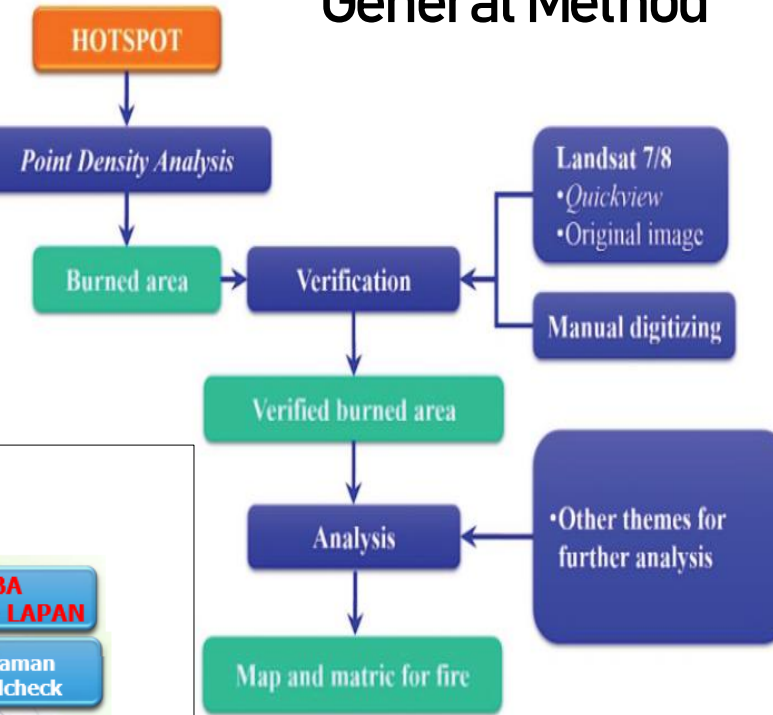 General Method
HOTSPOT
Point Density Analysis
Burned area
Verification
Landsat 7/8
•Quickview
•Original image
Manual digitizing
Verified burned area
Analysis
•Other themes for
further analysis
Map and matric for fire
LAPAN